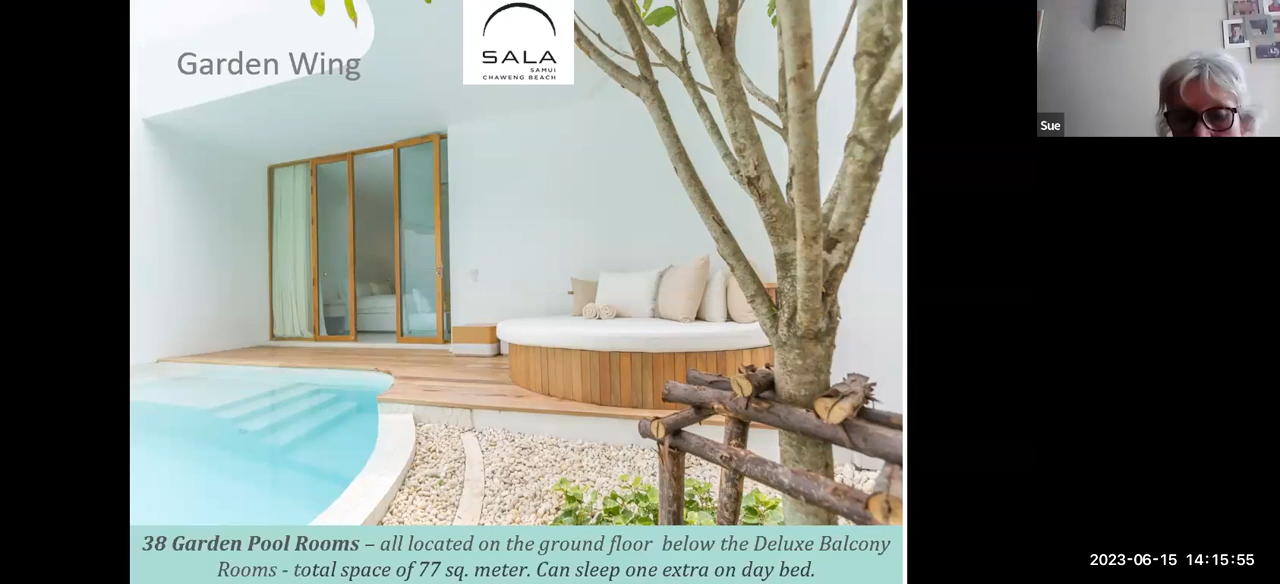 Garden Wing
SALA
SAMUI
CHAWENG BEACH
Sue
38 Garden Pool Rooms – all located on the ground floor below the Deluxe Balcony
Rooms - total space of 77 sq. meter. Can sleep one extra on day bed.
2023-06-15 14:15:55